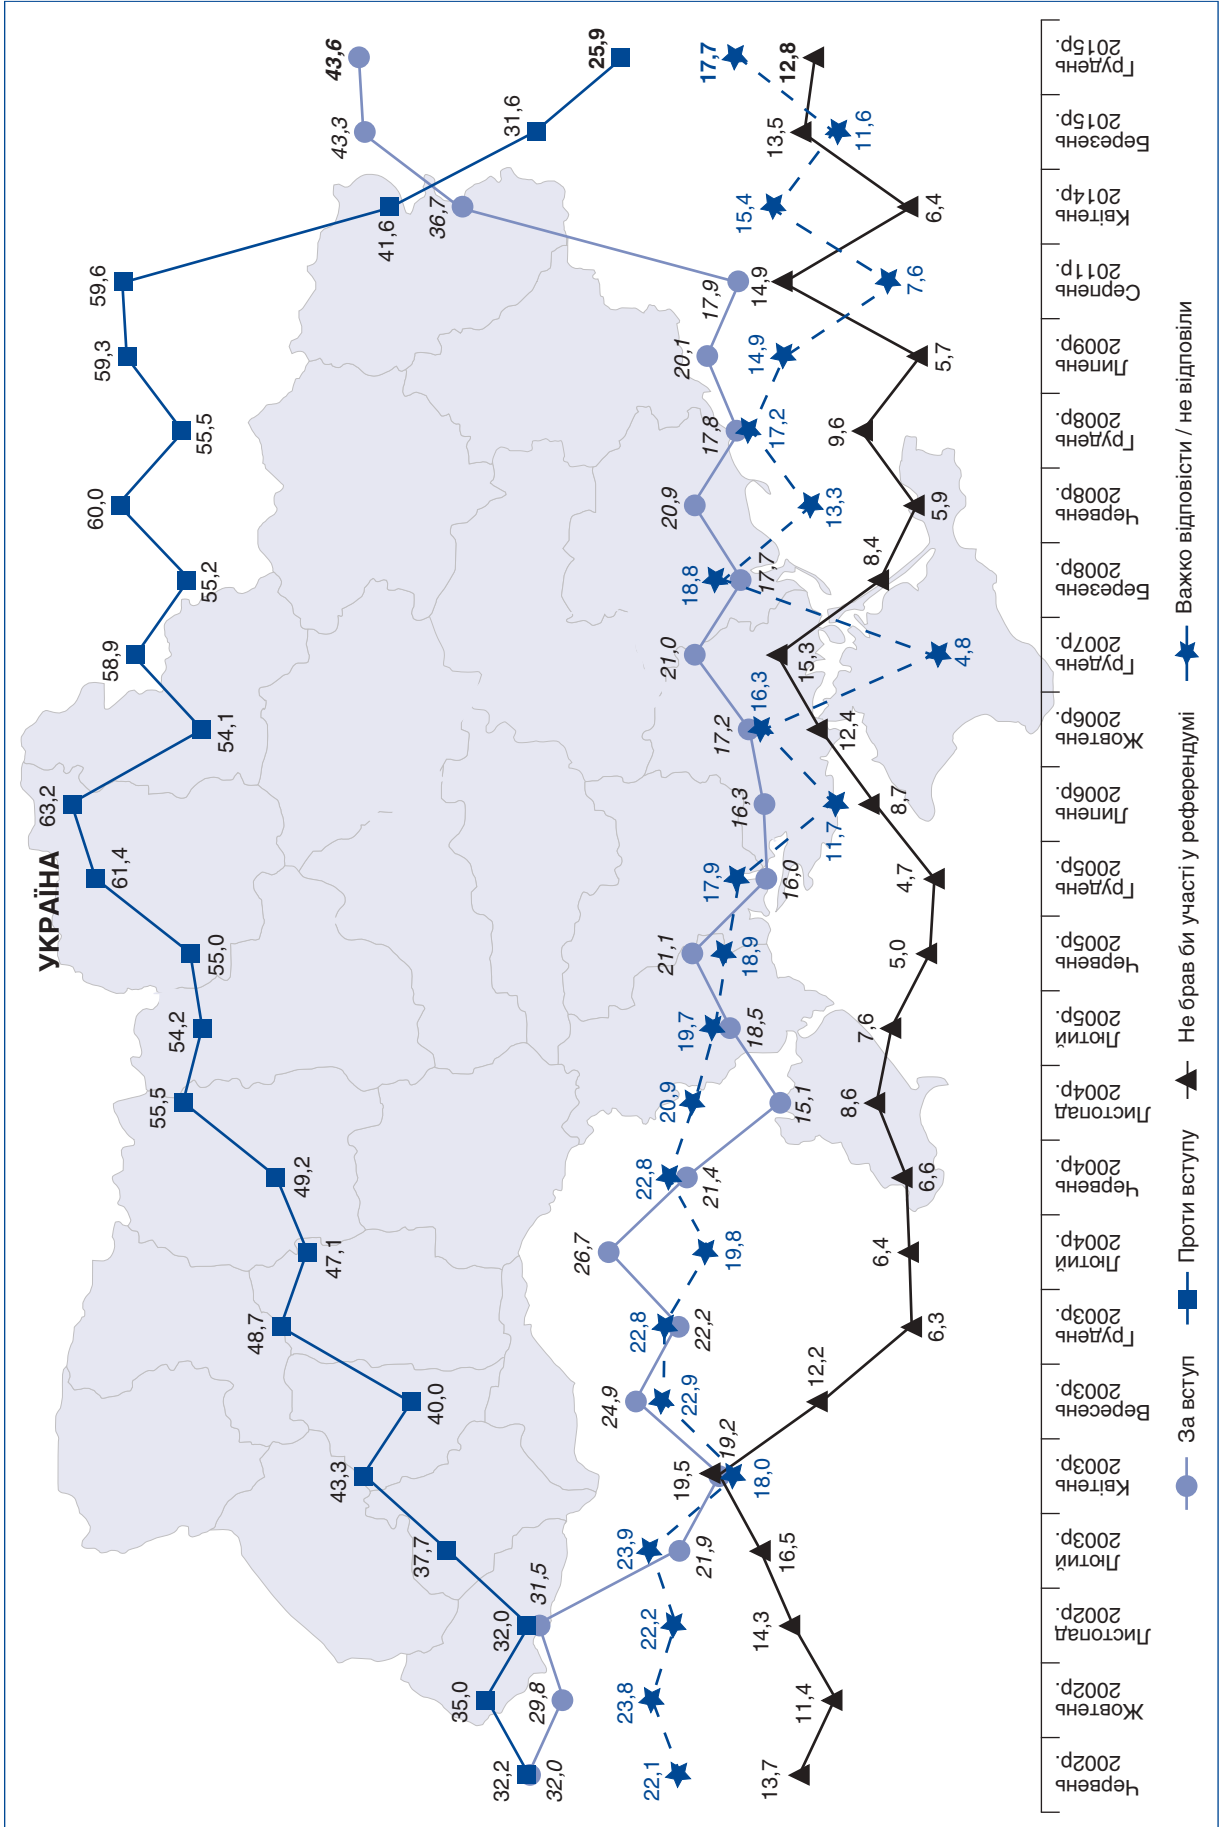 УКРАЇНА
32,2
35,0
32,0
37,7
43,3
40,0
48,7
47,1
49,2
55,5
54,2
55,0
61,4
63,2
54,1
58,9
55,2
60,0
55,5
59,3
59,6
41,6
31,6
25,9
32,0
29,8
31,5
21,9
19,2
24,9
22,2
26,7
21,4
15,1
18,5
21,1
16,0
16,3
17,2
21,0
17,7
20,9
17,8
20,1
17,9
36,7
43,3
43,6
22,1
23,8
22,2
23,9
18,0
22,9
22,8
19,8
22,8
20,9
19,7
18,9
17,9
11,7
16,3
4,8
18,8
13,3
17,2
14,9
7,6
15,4
11,6
17,7
13,7
11,4
14,3
16,5
19,5
12,2
6,3
6,4
6,6
8,6
7,6
5,0
4,7
8,7
12,4
15,3
8,4
5,9
9,6
5,7
14,9
6,4
13,5
12,8
Червень
2002р.
Жовтень
2002р.
Листопад
2002р.
Лютий
2003р.
Квітень
2003р.
Вересень
2003р.
Грудень
2003р.
Лютий
2004р.
Червень
2004р.
Листопад
2004р.
Лютий
2005р.
Червень
2005р.
Грудень
2005р.
Липень
2006р.
Жовтень
2006р.
Грудень
2007р.
Березень
2008р.
Червень
2008р.
Грудень
2008р.
Липень
2009р.
Серпень
2011р.
Квітень
2014р.
Березень
2015р.
Грудень
2015р.
За вступ
Проти вступу
Не брав би участі у референдумі
Важко відповісти / не відповіли